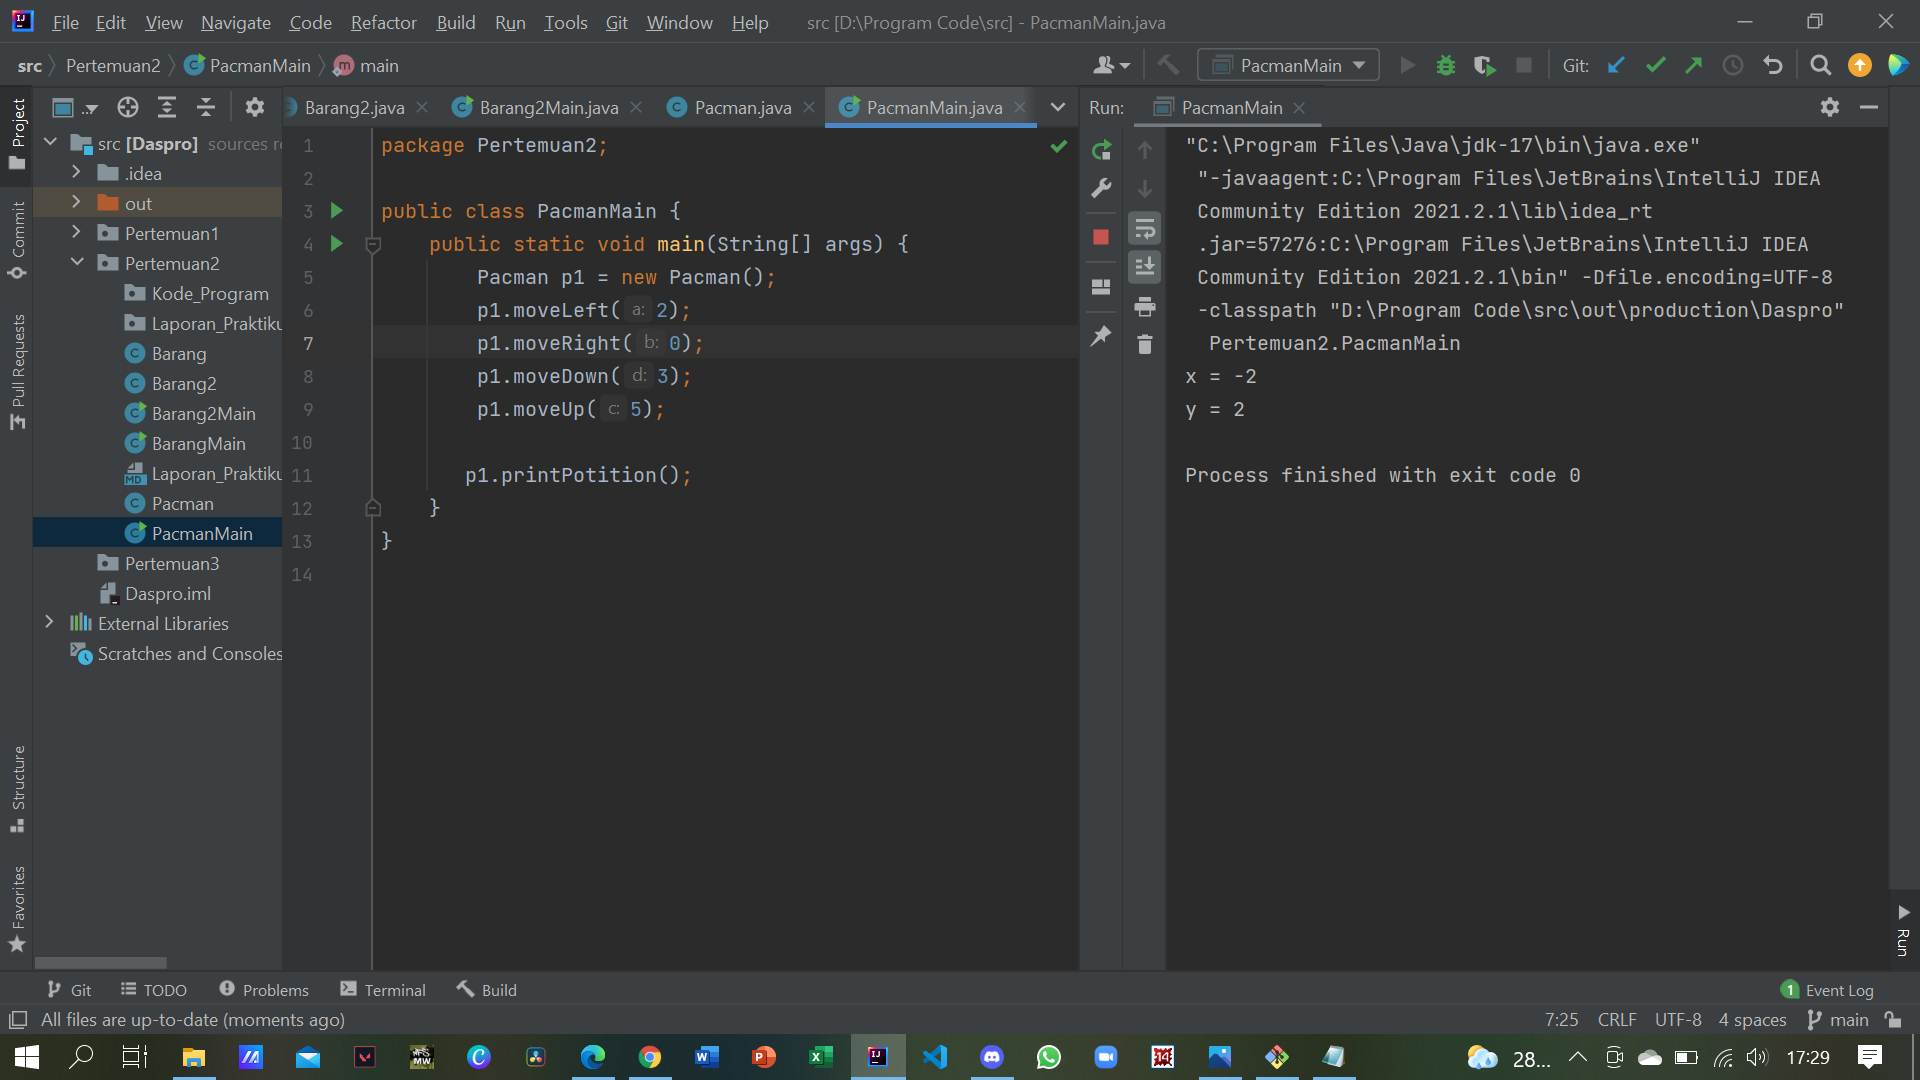 File Edit View Navigate Code Refactor Build Run Tools Git Window Help src [D:\Program Code\src] - PacmanMain.java
src Pertemuan2 PacmanMain main
PacmanMain Git:
Project
Commit
Pull Requests
Structure
Favorites
src [Daspro] sources
.idea
out
Pertemuan1
Pertemuan2
Kode_Program
Laporan_Praktiku
Barang
Barang2
Barang2Main
BarangMain
Laporan_Praktiku
Pacman
PacmanMain
Pertemuan3
Daspro.iml
External Libraries
Scratches and Consoles
Barang2.java Barang2Main.java Pacman.java PacmanMain.java
1 package Pertemuan2;
2
3 public class PacmanMain {
4 public static void main(String[] args) {
5 Pacman p1 = new Pacman();
6 p1.moveLeft( a: 2);
7 p1.moveRight( b: 0);
8 p1.moveDown( d: 3);
9 p1.moveUp( c: 5);
10
11 p1.printPotition();
12 }
13 }
14
Run: PacmanMain
"C:\Program Files\Java\jdk-17\bin\java.exe"
"-javaagent:C:\Program Files\JetBrains\IntelliJ IDEA
Community Edition 2021.2.1\lib\idea_rt
.jar=57276:C:\Program Files\JetBrains\IntelliJ IDEA
Community Edition 2021.2.1\bin" -Dfile.encoding=UTF-8
-classpath "D:\Program Code\src\out\production\Daspro"
Pertemuan2.PacmanMain
x = -2
y = 2
Process finished with exit code 0
Run
Git TODO Problems Terminal Build 1 Event Log
All files are up-to-date (moments ago) 7:25 CRLF UTF-8 4 spaces main
28... 17:29